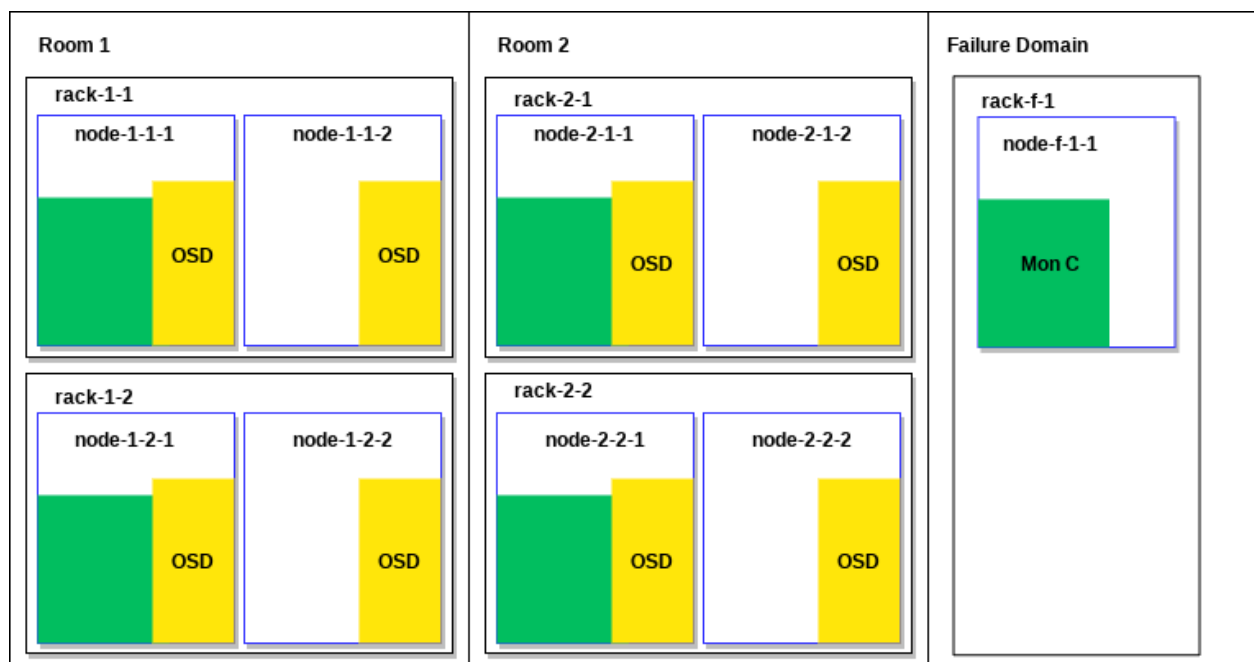 Room 1
rack-1-1
node-1-1-1
node-1-1-2
OSD
OSD
rack-1-2
node-1-2-1
node-1-2-2
OSD
OSD
Room 2
rack-2-1
node-2-1-1
node-2-1-2
OSD
OSD
rack-2-2
node-2-2-1
node-2-2-2
OSD
OSD
Failure Domain
rack-f-1
node-f-1-1
Mon C